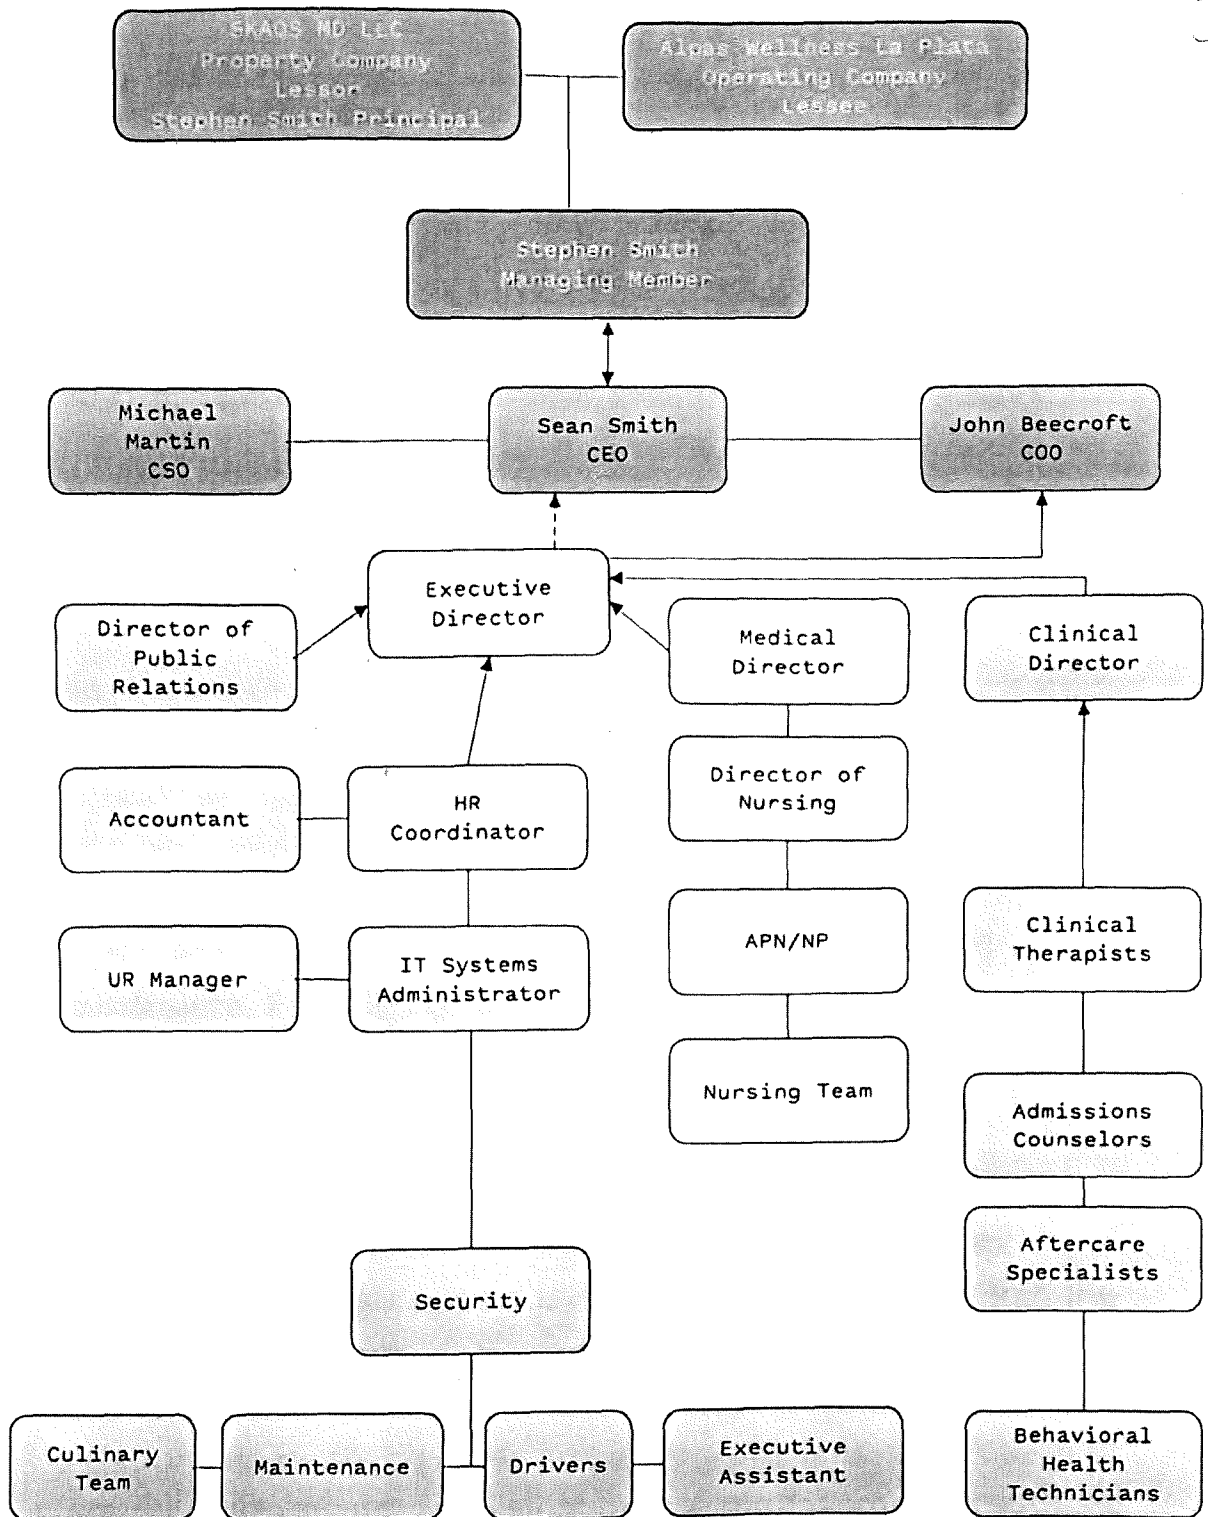 SKAQS MD LLC
Property Company
Lessor
Stephen Smith Principal
Alpas Wellness La Plata
Operating Company
Lessee
Stephen Smith
Managing Member
Michael
Martin
CSO
Sean Smith
CEO
John Beecroft
COO
Executive
Director
Director of
Public
Relations
Medical
Director
Clinical
Director
Accountant
HR
Coordinator
Director of
Nursing
UR Manager
IT Systems
Administrator
APN/NP
Clinical
Therapists
Nursing Team
Admissions
Counselors
Aftercare
Specialists
Security
Culinary
Team
Maintenance
Drivers
Executive
Assistant
Behavioral
Health
Technicians